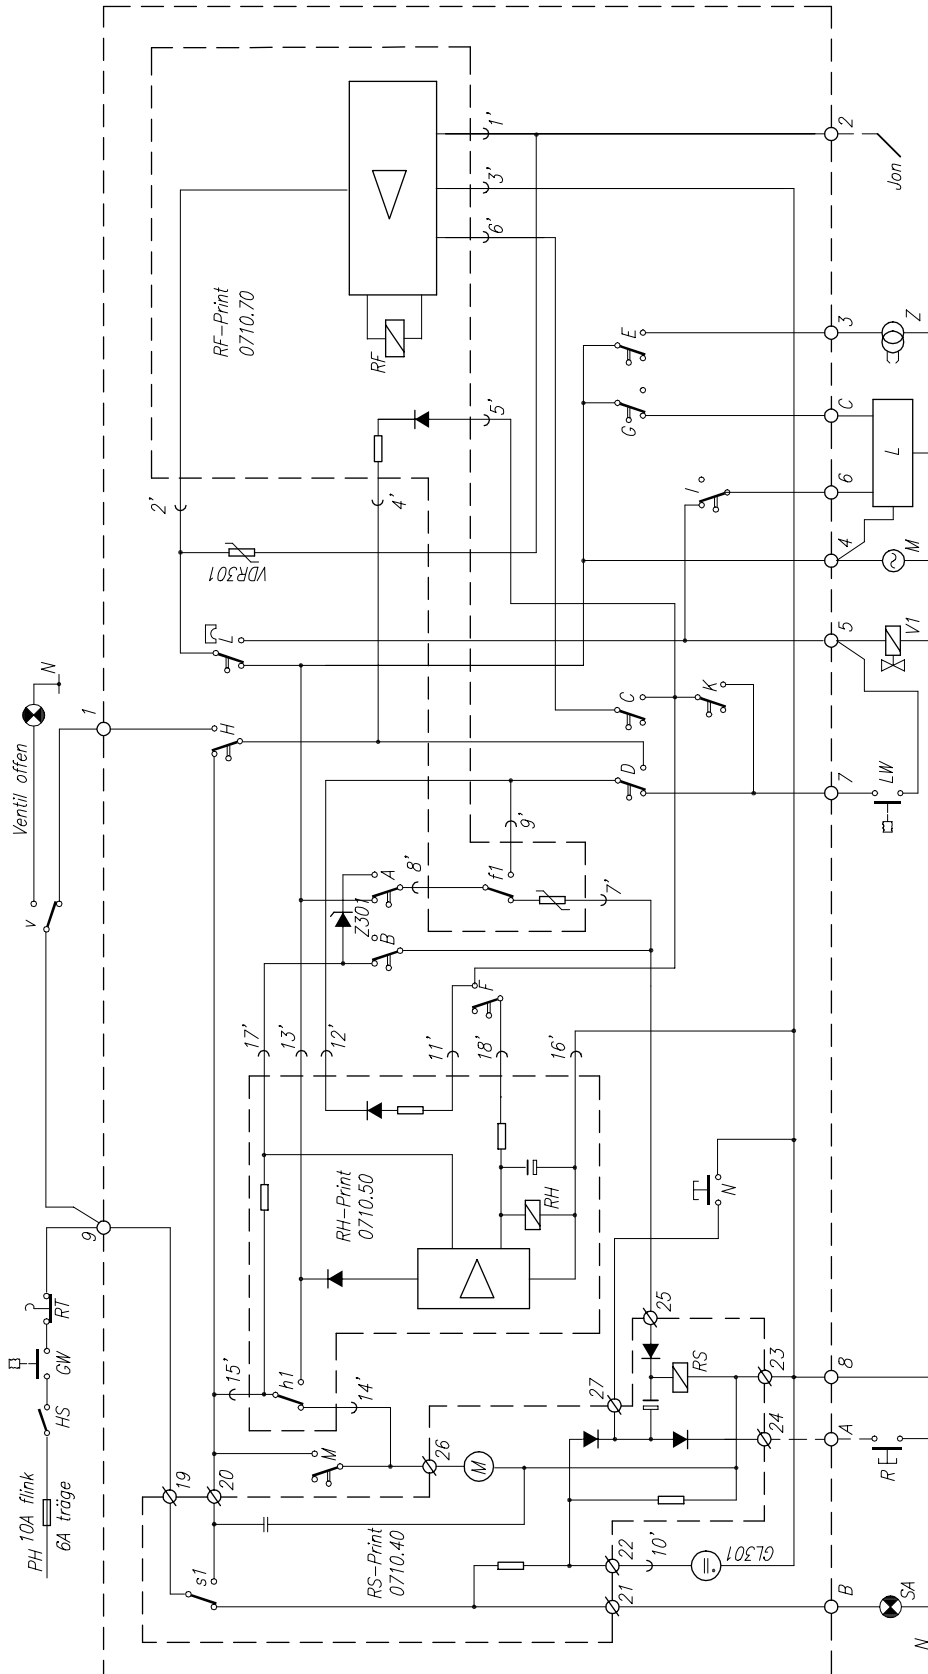 PH
10A flink
6A träge
HS
GW
RT
9
v
Ventil offen
N
1
19
20
s1
RS-Print
0710.40
M
26
M
15'
h1
14'
RH-Print
0710.50
RH
17'
13'
12'
11'
18'
16'
F
Z301
B
A
8'
f1
7'
9'
H
L
VDR301
2'
4'
5'
RF-Print
0710.70
RF
6'
3'
1'
D
C
K
I
G
E
N
25
RS
27
23
24
22
10'
21
GL301
B
SA
N
A
R
8
7
LW
5
V1
4
M
6
L
C
3
Z
2
Jon